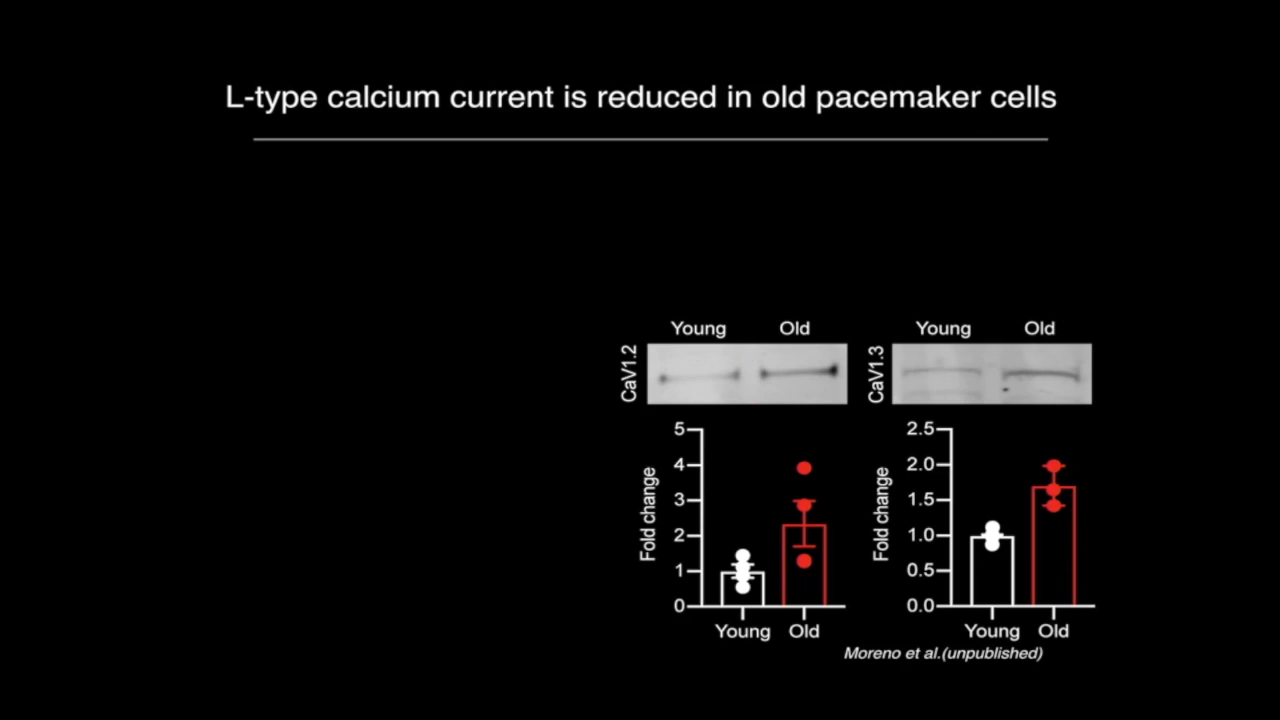 L-type calcium current is reduced in old pacemaker cells
Young Old
CaV1.2
Young Old
CaV1.3
5
4
3
2
1
0
Fold change
Young Old
2.5
2.0
1.5
1.0
0.5
0.0
Fold change
Young Old
Moreno et al.(unpublished)